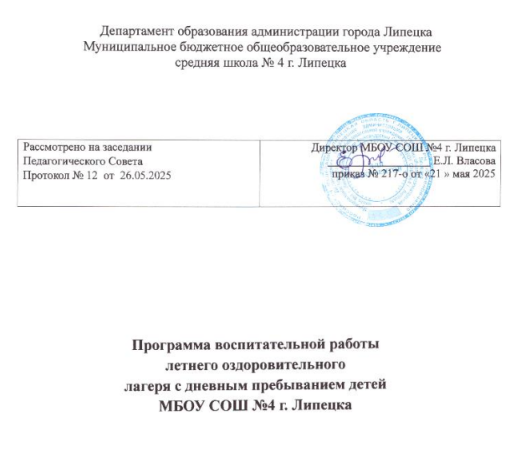 Департамент образования администрации города Липецка
Муниципальное бюджетное общеобразовательное учреждение
средняя школа № 4 г. Липецка
Рассмотрено на заседании
Педагогического Совета
Протокол № 12 от 26.05.2025
Директор МБОУ СОШ №4 г. Липецка
Е.Л. Власова
приказ № 217-о от «21 » мая 2025
Программа воспитательной работы
летнего оздоровительного
лагеря с дневным пребыванием детей
МБОУ СОШ №4 г. Липецка